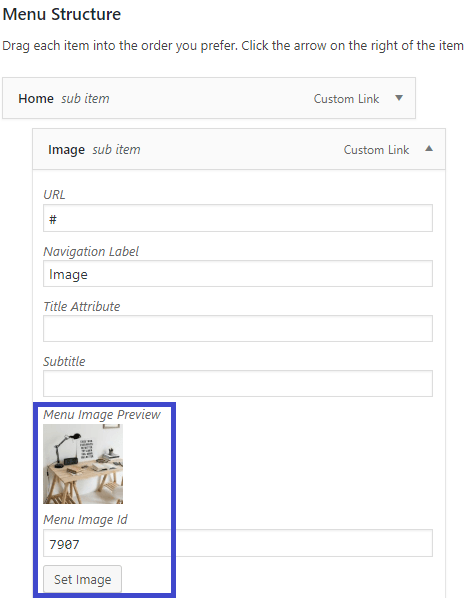 Menu Structure
Drag each item into the order you prefer. Click the arrow on the right of the item
Home sub item Custom Link
Image sub item Custom Link
URL
#
Navigation Label
Image
Title Attribute
Subtitle
Menu Image Preview
Menu Image Id
7907
Set Image